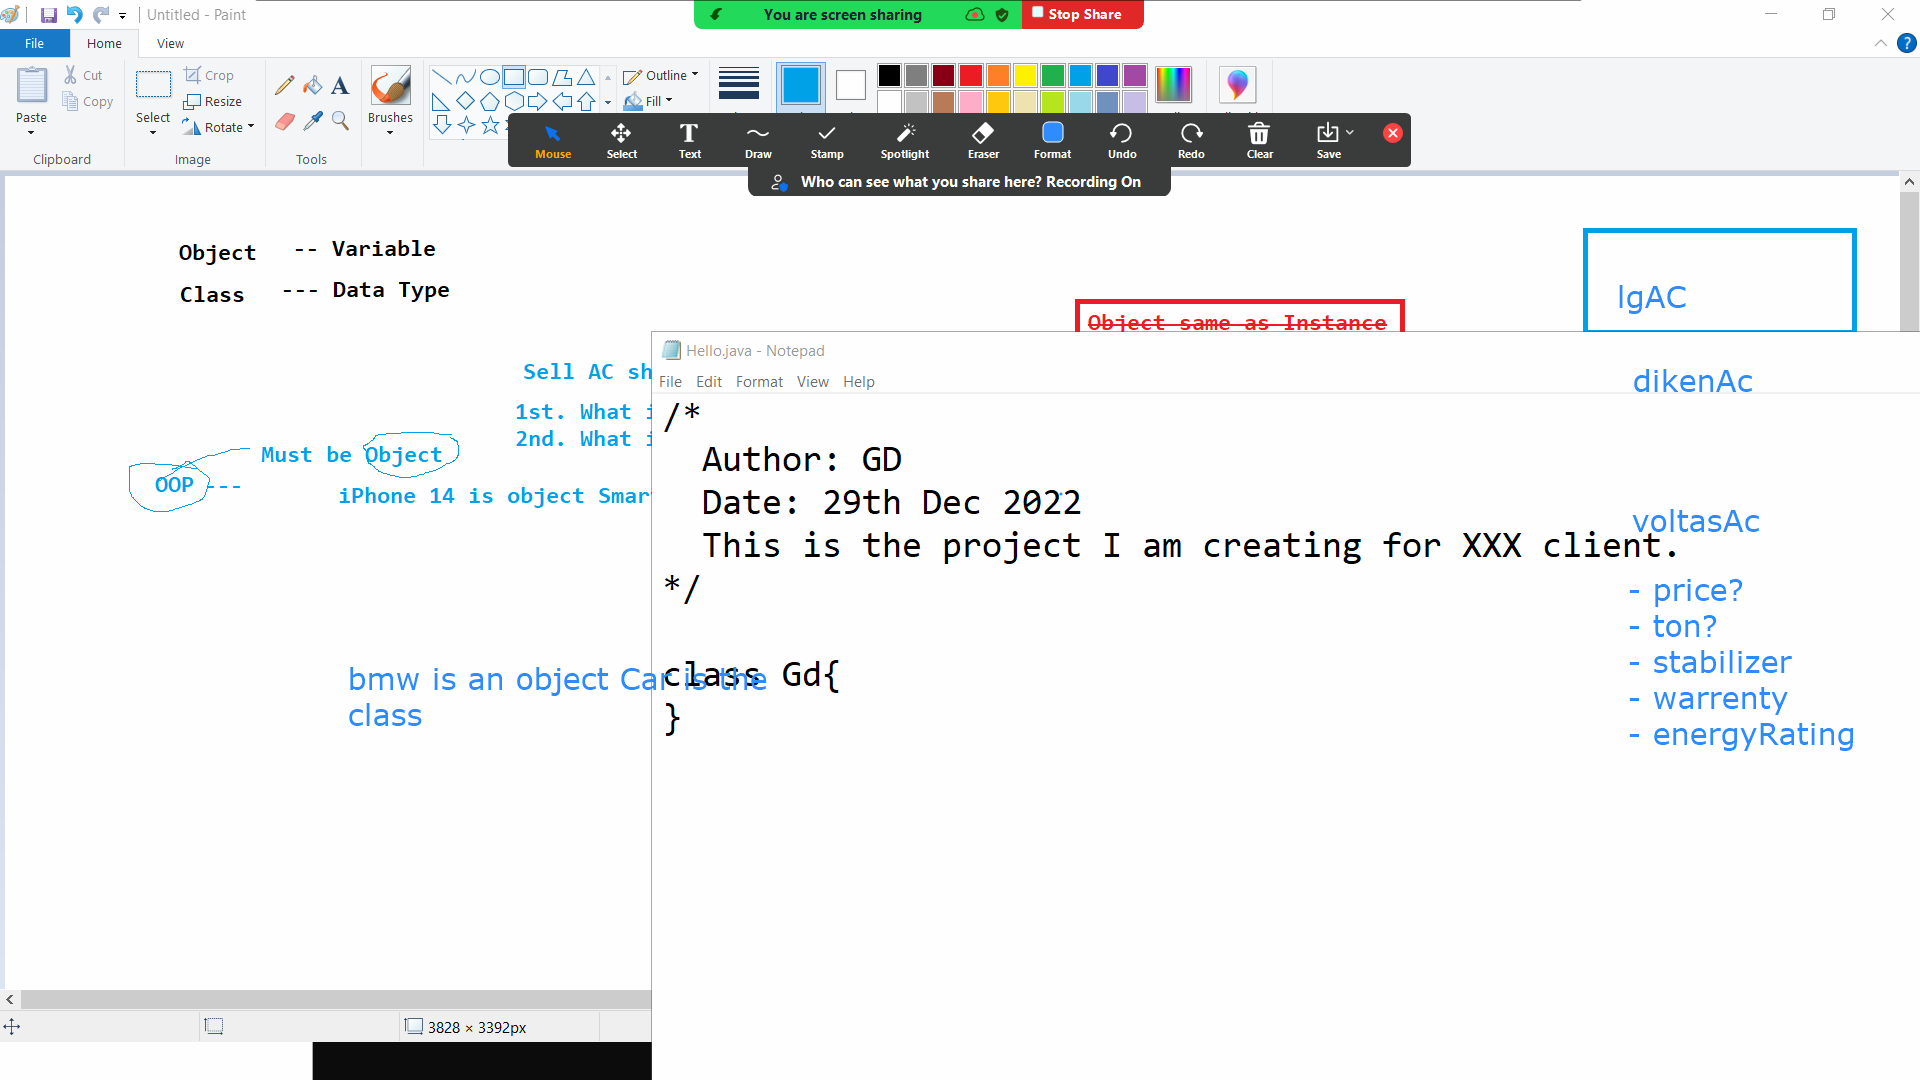 Untitled - Paint
You are screen sharing
Stop Share
File
Home
View
Paste
Cut
Copy
Clipboard
Select
Crop
Resize
Rotate
Image
A
Tools
Brushes
Outline
Fill
?
Mouse
Select
Text
Draw
Stamp
Spotlight
Eraser
Format
Undo
Redo
Clear
Save
Who can see what you share here? Recording On
Object -- Variable
Class --- Data Type
Object same as Instance
lgAC
Sell AC sh
1st. What i
2nd. What i
Must be Object
OOP ---
iPhone 14 is object Smar
bmw is an object Car is the
class
Hello.java - Notepad
File Edit Format View Help
/*
Author: GD
Date: 29th Dec 2022
This is the project I am creating for XXX client.
*/
class Gd{
}
dikenAc
voltasAc
- price?
- ton?
- stabilizer
- warrenty
- energyRating
3828 × 3392px